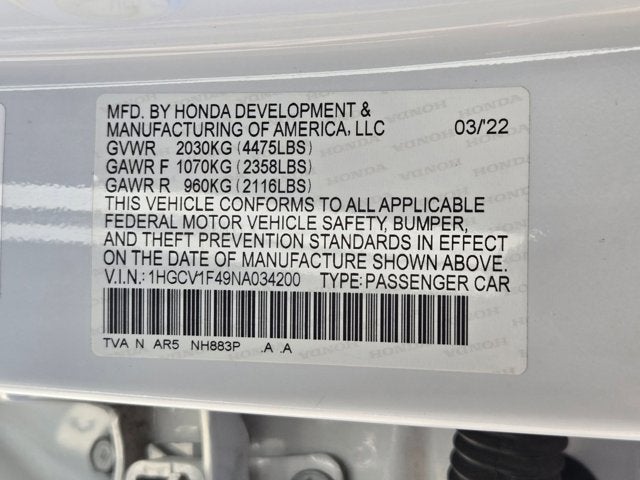 MFD. BY HONDA DEVELOPMENT &
MANUFACTURING OF AMERICA, LLC 03/'22
GVWR 2030KG (4475LBS)
GAWR F 1070KG (2358LBS)
GAWR R 960KG (2116LBS)
THIS VEHICLE CONFORMS TO ALL APPLICABLE
FEDERAL MOTOR VEHICLE SAFETY, BUMPER,
AND THEFT PREVENTION STANDARDS IN EFFECT
ON THE DATE OF MANUFACTURE SHOWN ABOVE.
V.I.N.:1HGCV1F49NA034200 TYPE:PASSENGER CAR
TVA N AR5 NH883P .A .A